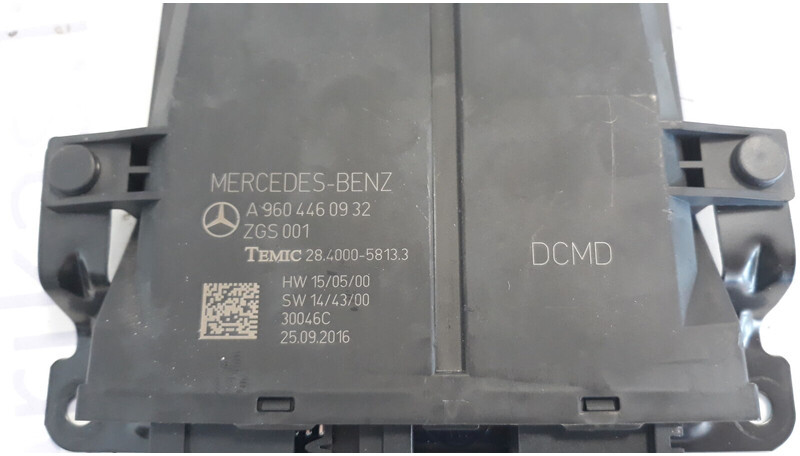 MERCEDES-BENZ
A 960 446 09 32
ZGS 001
TEMIC 28.4000-5813.3
DCMD
HW 15/05/00
SW 14/43/00
30046C
25.09.2016